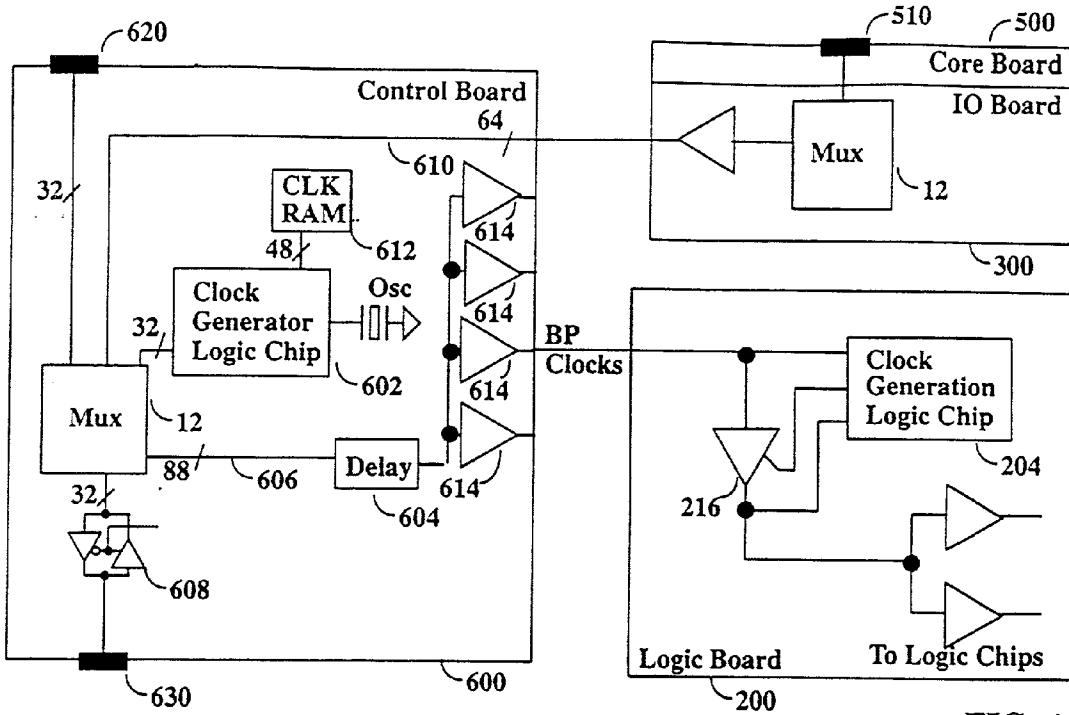 620
510
500
Core Board
IO Board
Control Board
64
610
Mux
12
32
CLK
RAM
48
612
614
300
Osc
Clock
Generator
Logic Chip
602
614
32
BP
Clocks
614
Clock
Generation
Logic Chip
204
Mux
12
88
606
Delay
604
614
216
32
608
To Logic Chips
Logic Board
630
600
200